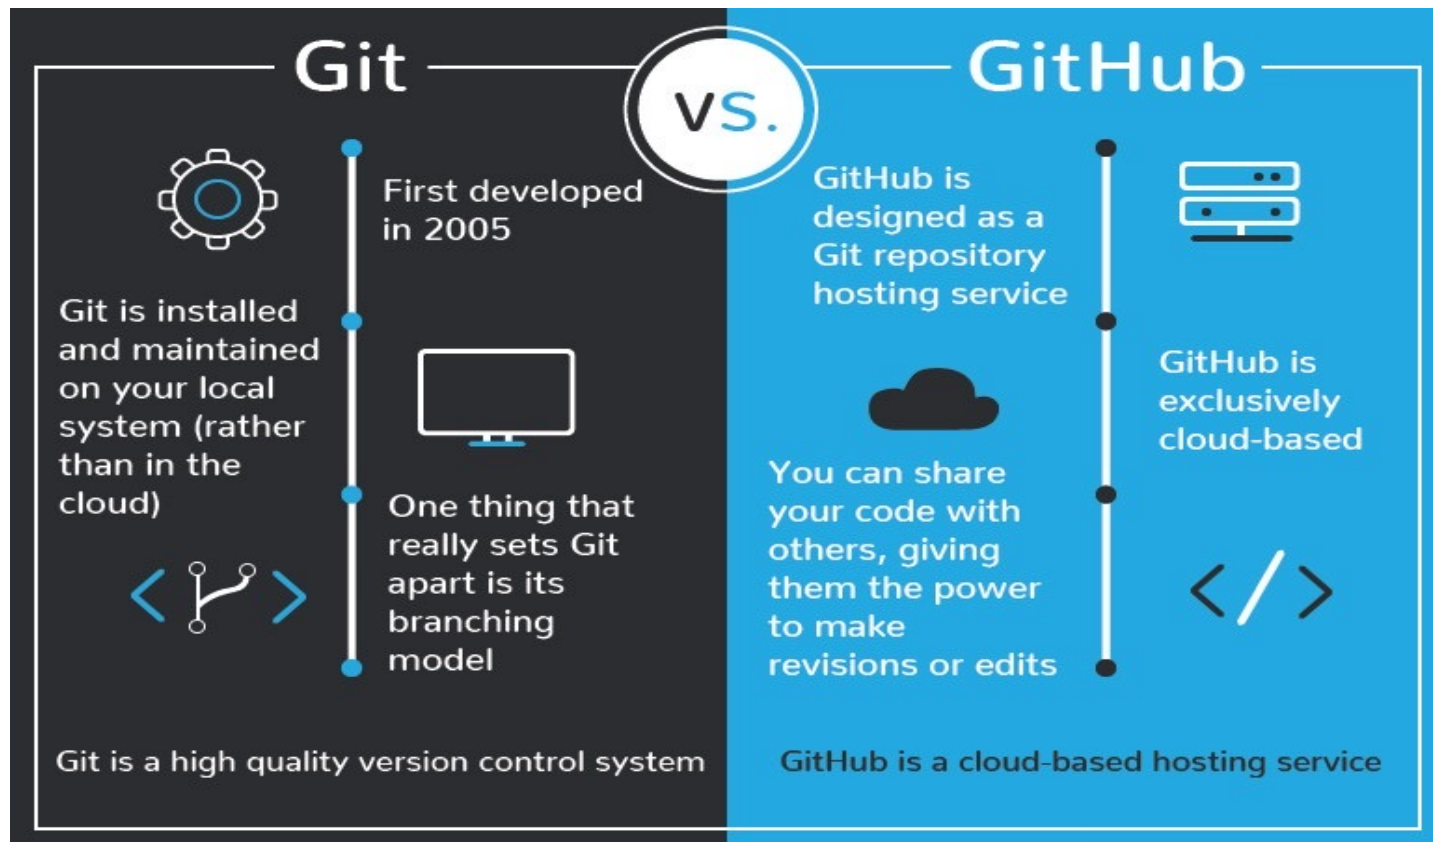 Git
vs.
GitHub
First developed
in 2005
Git is installed
and maintained
on your local
system (rather
than in the
cloud)
One thing that
really sets Git
apart is its
branching
model
Git is a high quality version control system
GitHub is
designed as a
Git repository
hosting service
GitHub is
exclusively
cloud-based
You can share
your code with
others, giving
them the power
to make
revisions or edits
GitHub is a cloud-based hosting service